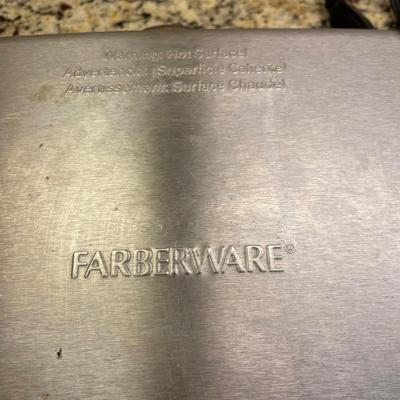 Warning: Hot Surface!
Advertencia: ¡Superficie Caliente!
Avertissement: Surface Chaude!
FARBERWARE®